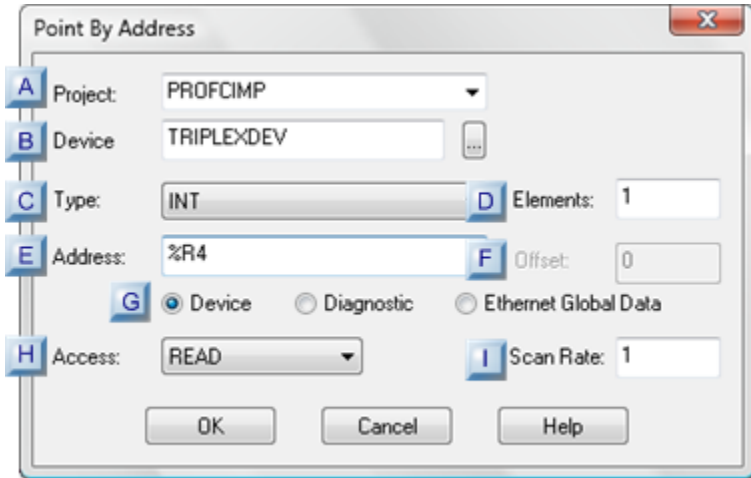 Point By Address
A Project: PROFCIMP
B Device TRIPLEXDEV ...
C Type: INT D Elements: 1
E Address: %R4 F Offset: 0
G Device Diagnostic Ethernet Global Data
H Access: READ I Scan Rate: 1
OK Cancel Help